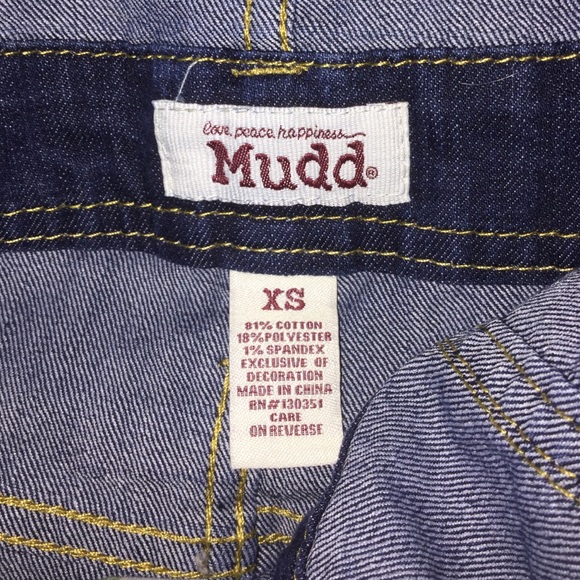 love, peace, happiness
Mudd®
XS
81% COTTON
18% POLYESTER
1% SPANDEX
EXCLUSIVE OF
DECORATION
MADE IN CHINA
RN# 130351
CARE
ON REVERSE